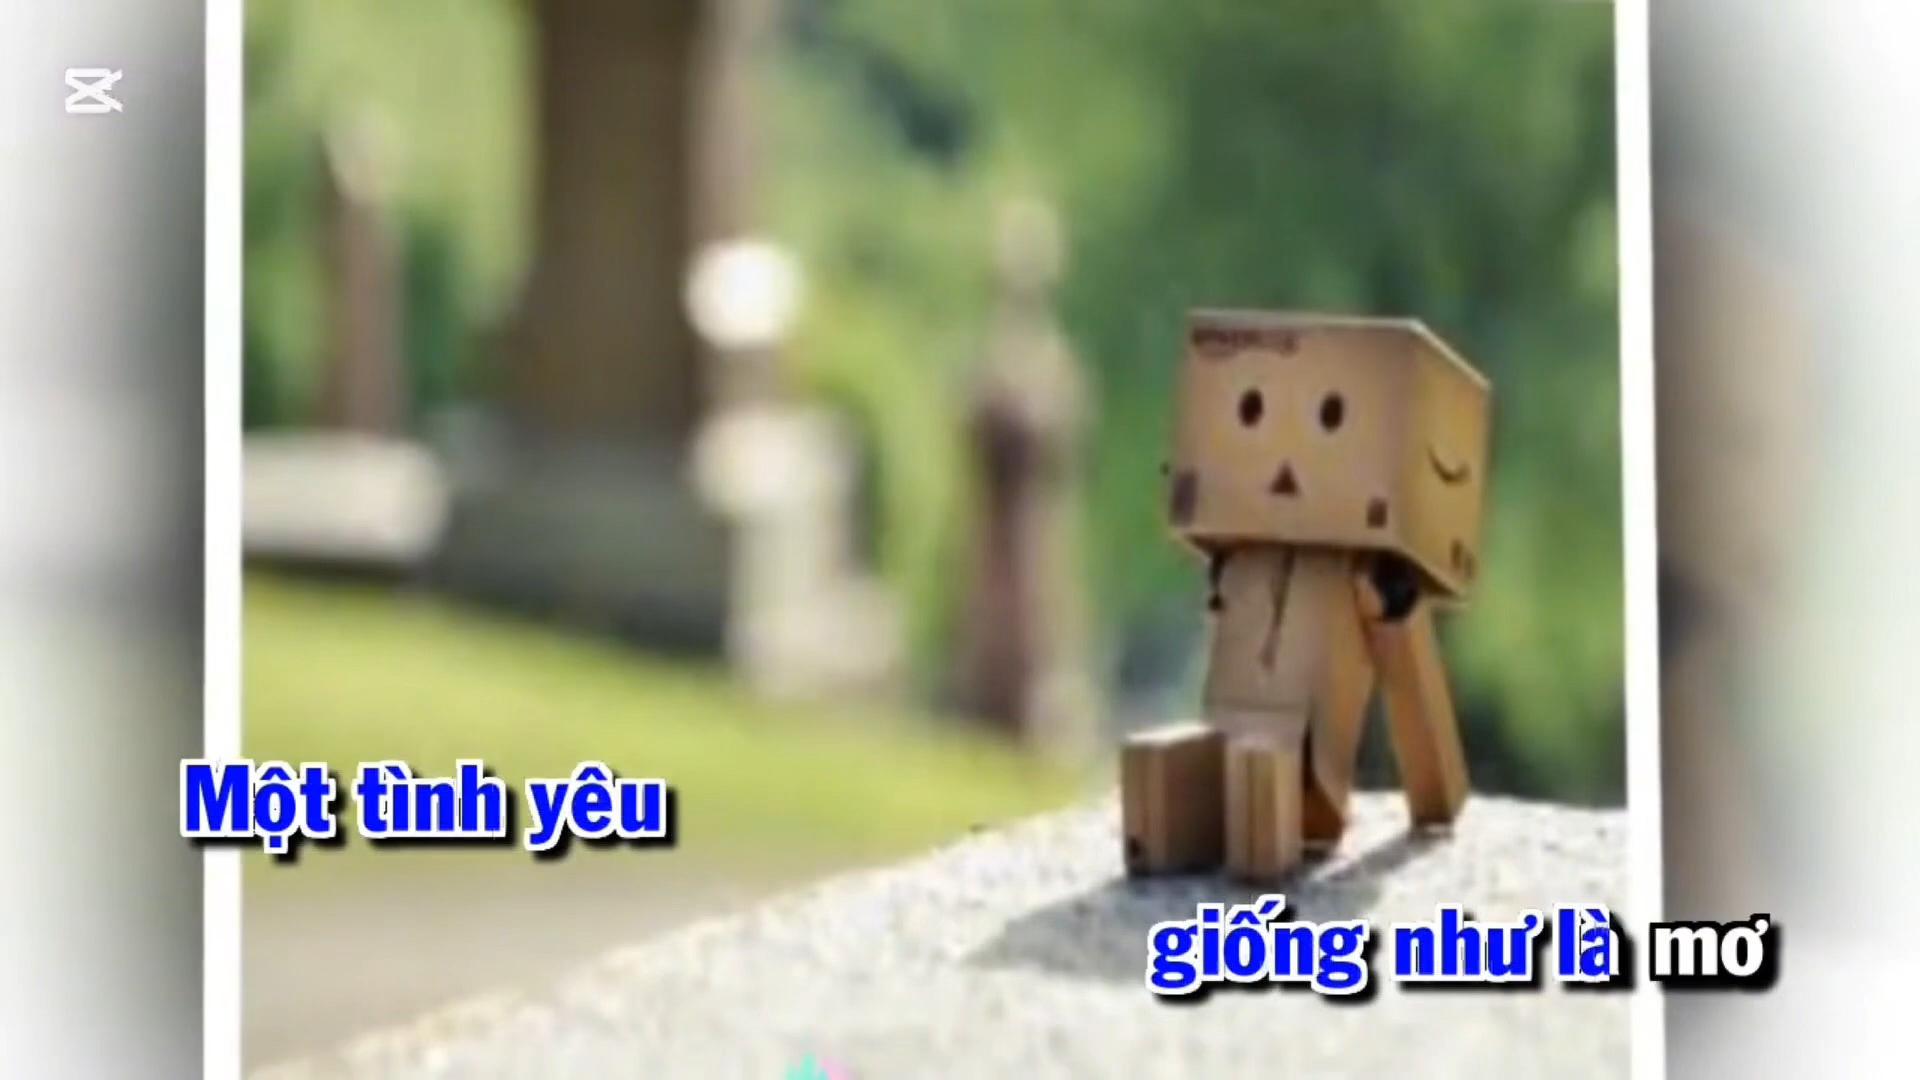 Một tình yêu
giống như là mơ